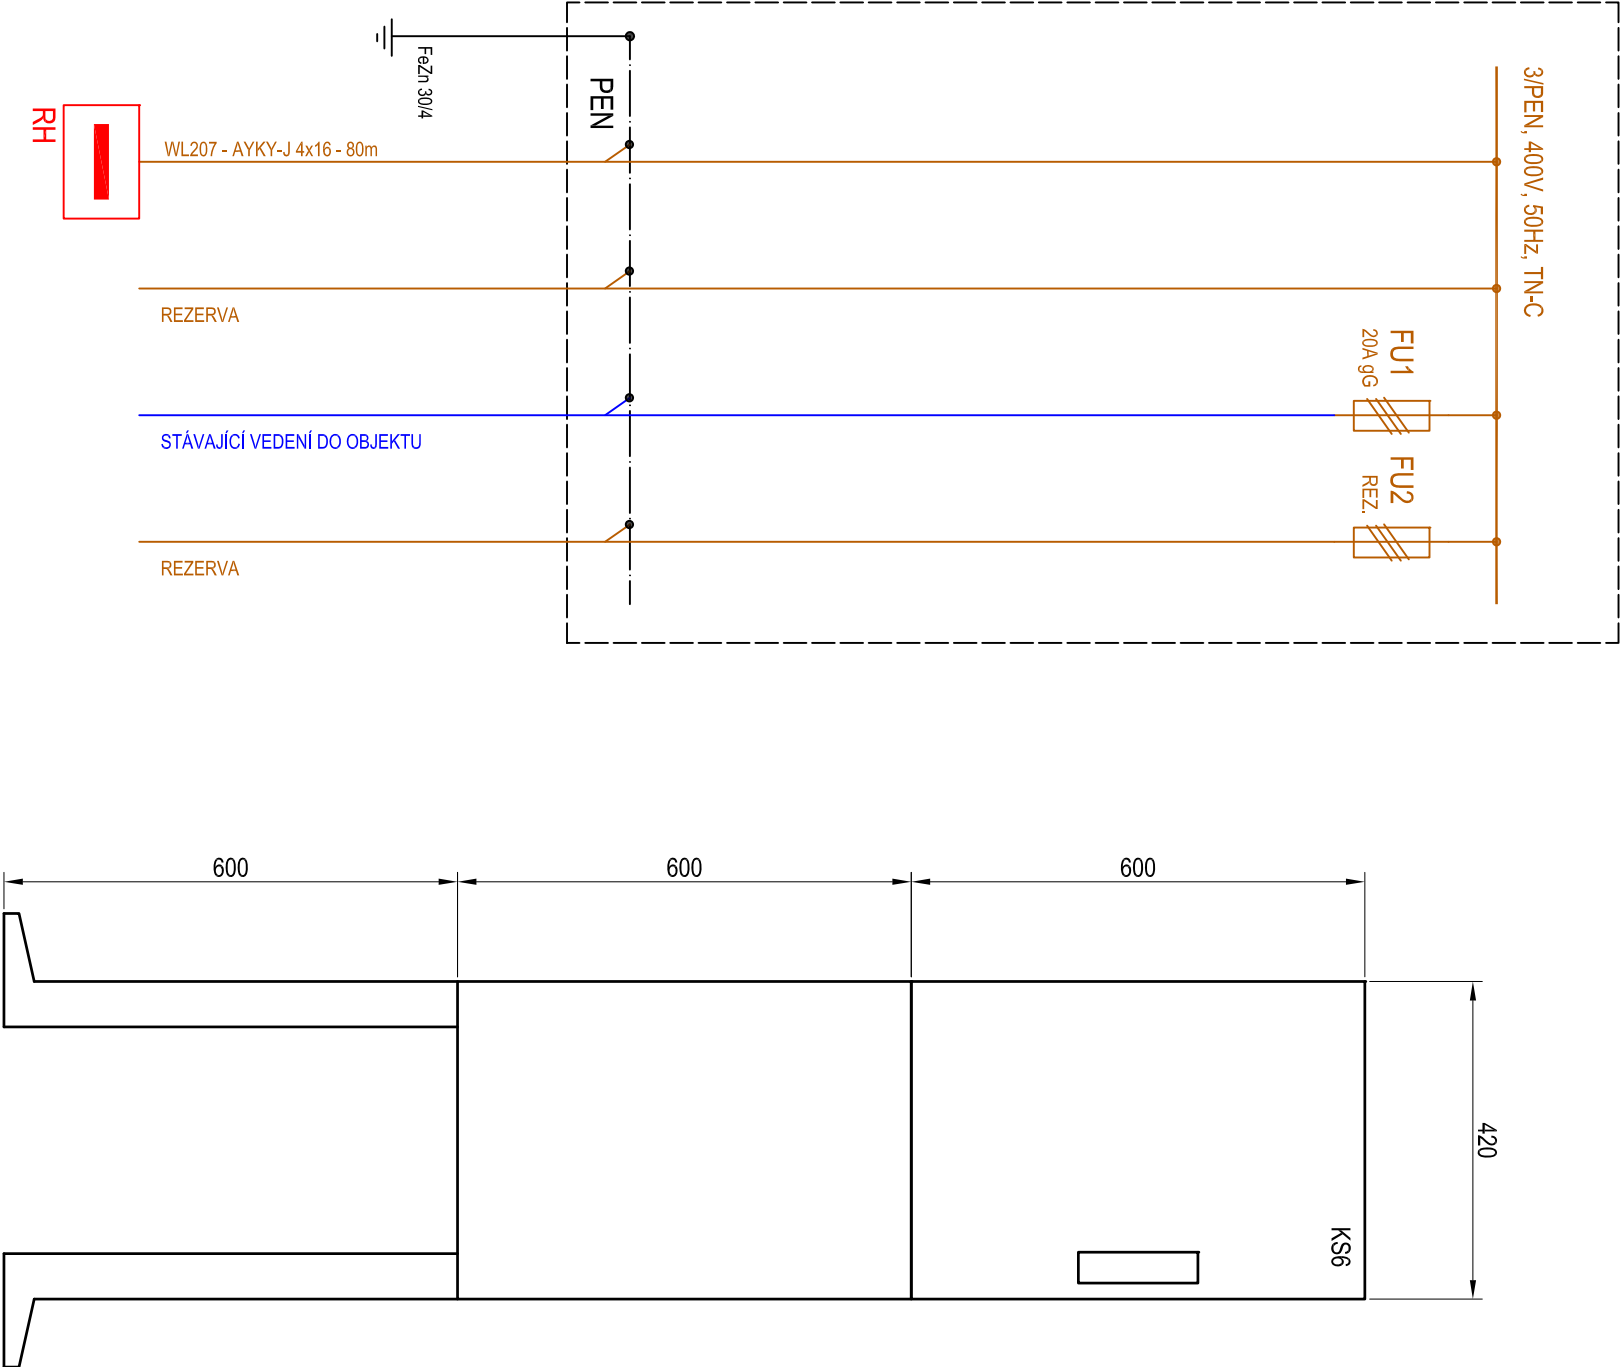 3/PEN, 400V, 50Hz, TN-C
FeZn 30/4
PEN
RH
WL207 - AYKY-J 4x16 - 80m
REZERVA
FU1
20A gG
STÁVAJÍCÍ VEDENÍ DO OBJEKTU
FU2
REZ.
REZERVA
600
600
600
420
KS6